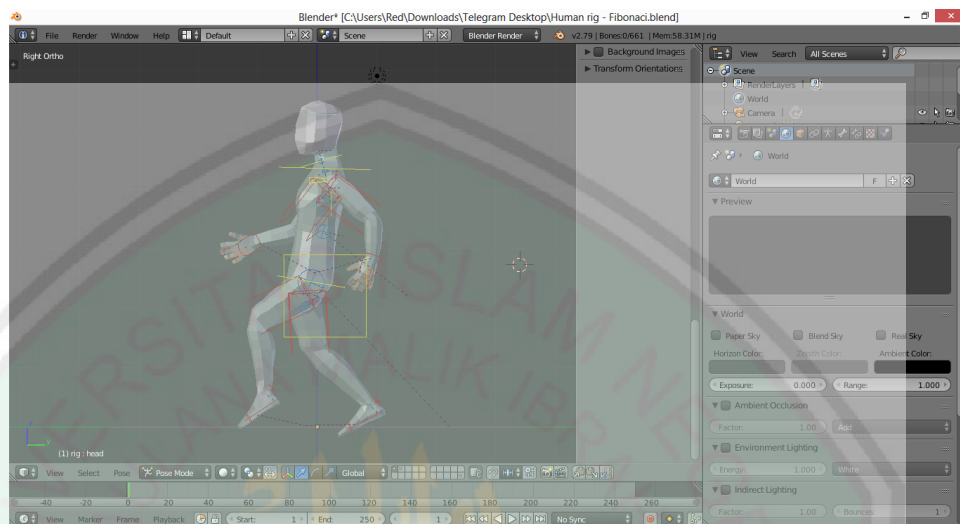 Blender* [C:\Users\Red\Downloads\Telegram Desktop\Human rig - Fibonaci.blend]
File Render Window Help Default Scene Blender Render v2.79 | Bones:0/661 | Mem:58.31M | rig
Right Ortho
Background Images
Transform Orientations
View Search All Scenes
Scene
RenderLayers
World
Camera
World
World F
Preview
World
Paper Sky Blend Sky Real Sky
Horizon Color: Zenith Color: Ambient Color:
Exposure: 0.000 Range: 1.000
Ambient Occlusion
Factor: 1.00 Add
Environment Lighting
Energy: 1.000 White
Indirect Lighting
Factor: 1.00 Bounces: 1
(1) rig : head
View Select Pose Pose Mode Global
-40 -20 0 20 40 60 80 100 120 140 160 180 200 220 240 260
View Marker Frame Playback Start: 1 End: 250 1 No Sync